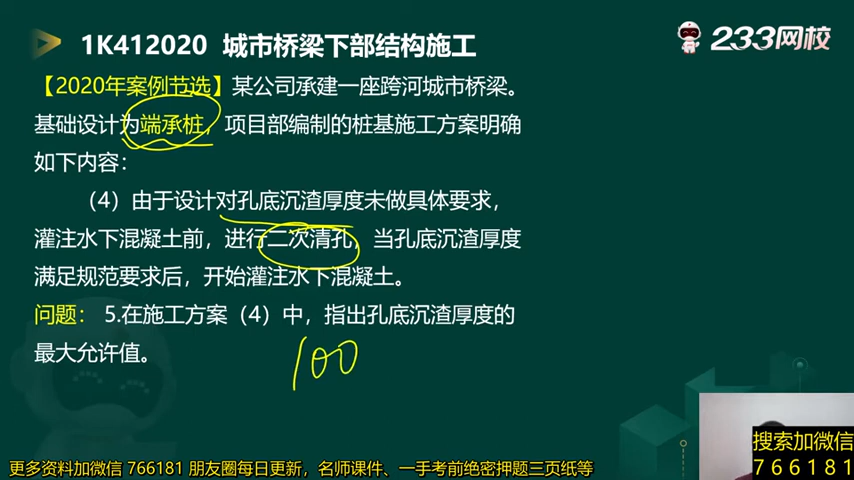 1K412020 城市桥梁下部结构施工
233网校
【2020年案例节选】某公司承建一座跨河城市桥梁。
基础设计为端承桩，项目部编制的桩基施工方案明确
如下内容：
（4）由于设计对孔底沉渣厚度未做具体要求，
灌注水下混凝土前，进行二次清孔，当孔底沉渣厚度
满足规范要求后，开始灌注水下混凝土。
问题： 5.在施工方案（4）中，指出孔底沉渣厚度的
最大允许值。
100
搜索加微信
766181
更多资料加微信 766181 朋友圈每日更新，名师课件、一手考前绝密押题三页纸等